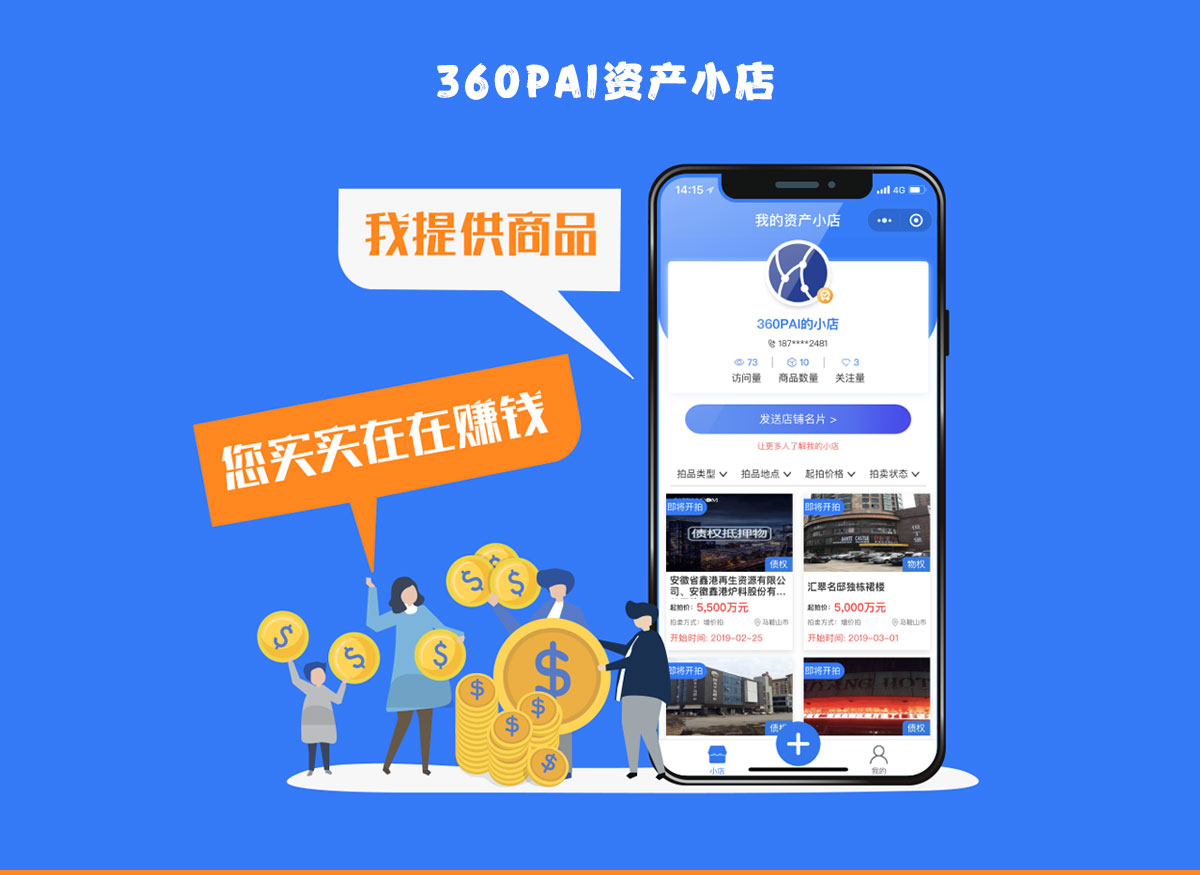 360PAI资产小店
我提供商品
您实实在在赚钱
14:15
4G
我的资产小店
360PAI的小店
187****2481
73
10
3
访问量
商品数量
关注量
发送店铺名片 >
让更多人了解我的小店
拍品类型
拍品地点
起拍价格
拍卖状态
即将开拍
债权抵押物
债权
安徽省鑫港再生资源有限公
司、安徽鑫港炉料股份有...
起拍价: 5,500万元
拍卖方式: 增价拍
马鞍山市
开始时间: 2019-02-25
即将开拍
物权
汇翠名邸独栋裙楼
起拍价: 5,000万元
拍卖方式: 增价拍
马鞍山市
开始时间: 2019-03-01
即将开拍
债权
即将开拍
债权
小店
我的